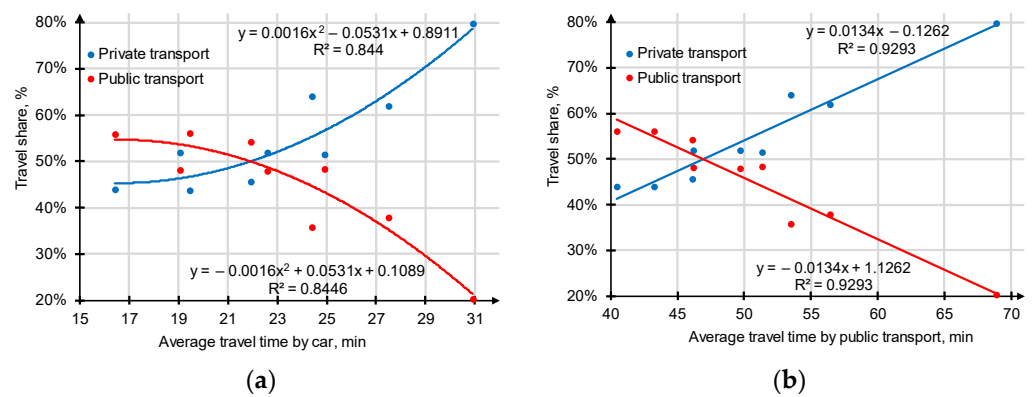 80%
70%
60%
50%
40%
30%
20%
15
17
19
21
23
25
27
29
31
Travel share, %
Average travel time by car, min
Private transport
Public transport
y = 0.0016x² − 0.0531x + 0.8911
R² = 0.844
y = − 0.0016x² + 0.0531x + 0.1089
R² = 0.8446
(a)
80%
70%
60%
50%
40%
30%
20%
40
45
50
55
60
65
70
Travel share, %
Average travel time by public transport, min
Private transport
Public transport
y = 0.0134x − 0.1262
R² = 0.9293
y = − 0.0134x + 1.1262
R² = 0.9293
(b)